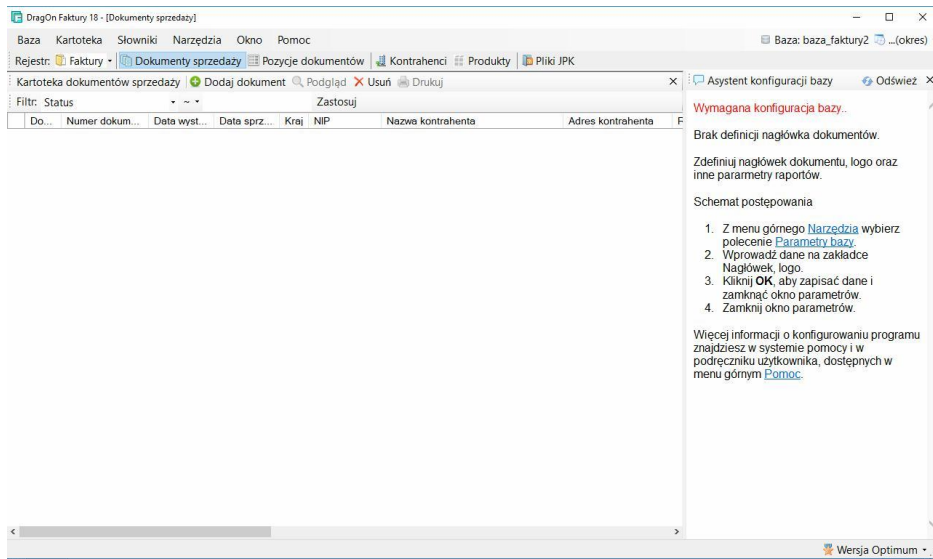 DragOn Faktury 18 - [Dokumenty sprzedaży]
Baza Kartoteka Słowniki Narzędzia Okno Pomoc
Baza: baza_faktury2 ...(okres)
Rejestr: Faktury Dokumenty sprzedaży Pozycje dokumentów Kontrahenci Produkty Pliki JPK
Kartoteka dokumentów sprzedaży Dodaj dokument Podgląd Usuń Drukuj
Filtr: Status ~ Zastosuj
Do... Numer dokum... Data wyst... Data sprz... Kraj NIP Nazwa kontrahenta Adres kontrahenta
Asystent konfiguracji bazy Odśwież
Wymagana konfiguracja bazy..
Brak definicji nagłówka dokumentów.
Zdefiniuj nagłówek dokumentu, logo oraz
inne pararmetry raportów.
Schemat postępowania
1. Z menu górnego Narzędzia wybierz
polecenie Parametry bazy.
2. Wprowadź dane na zakładce
Nagłówek, logo.
3. Kliknij OK, aby zapisać dane i
zamknąć okno parametrów.
4. Zamknij okno parametrów.
Więcej informacji o konfigurowaniu programu
znajdziesz w systemie pomocy i w
podręczniku użytkownika, dostępnych w
menu górnym Pomoc.
Wersja Optimum